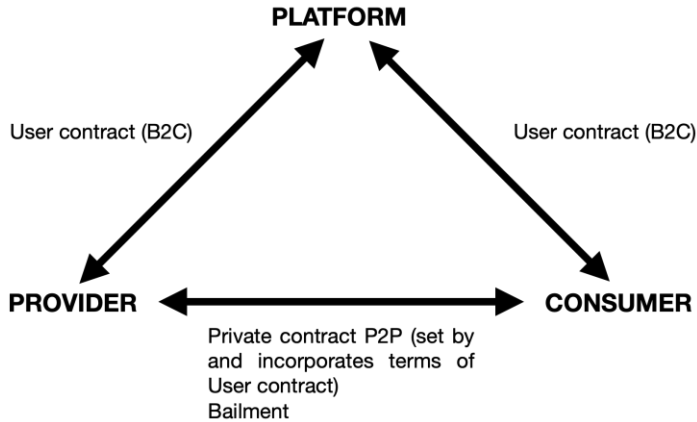 PLATFORM
User contract (B2C)
User contract (B2C)
PROVIDER
CONSUMER
Private contract P2P (set by
and incorporates terms of
User contract)
Bailment